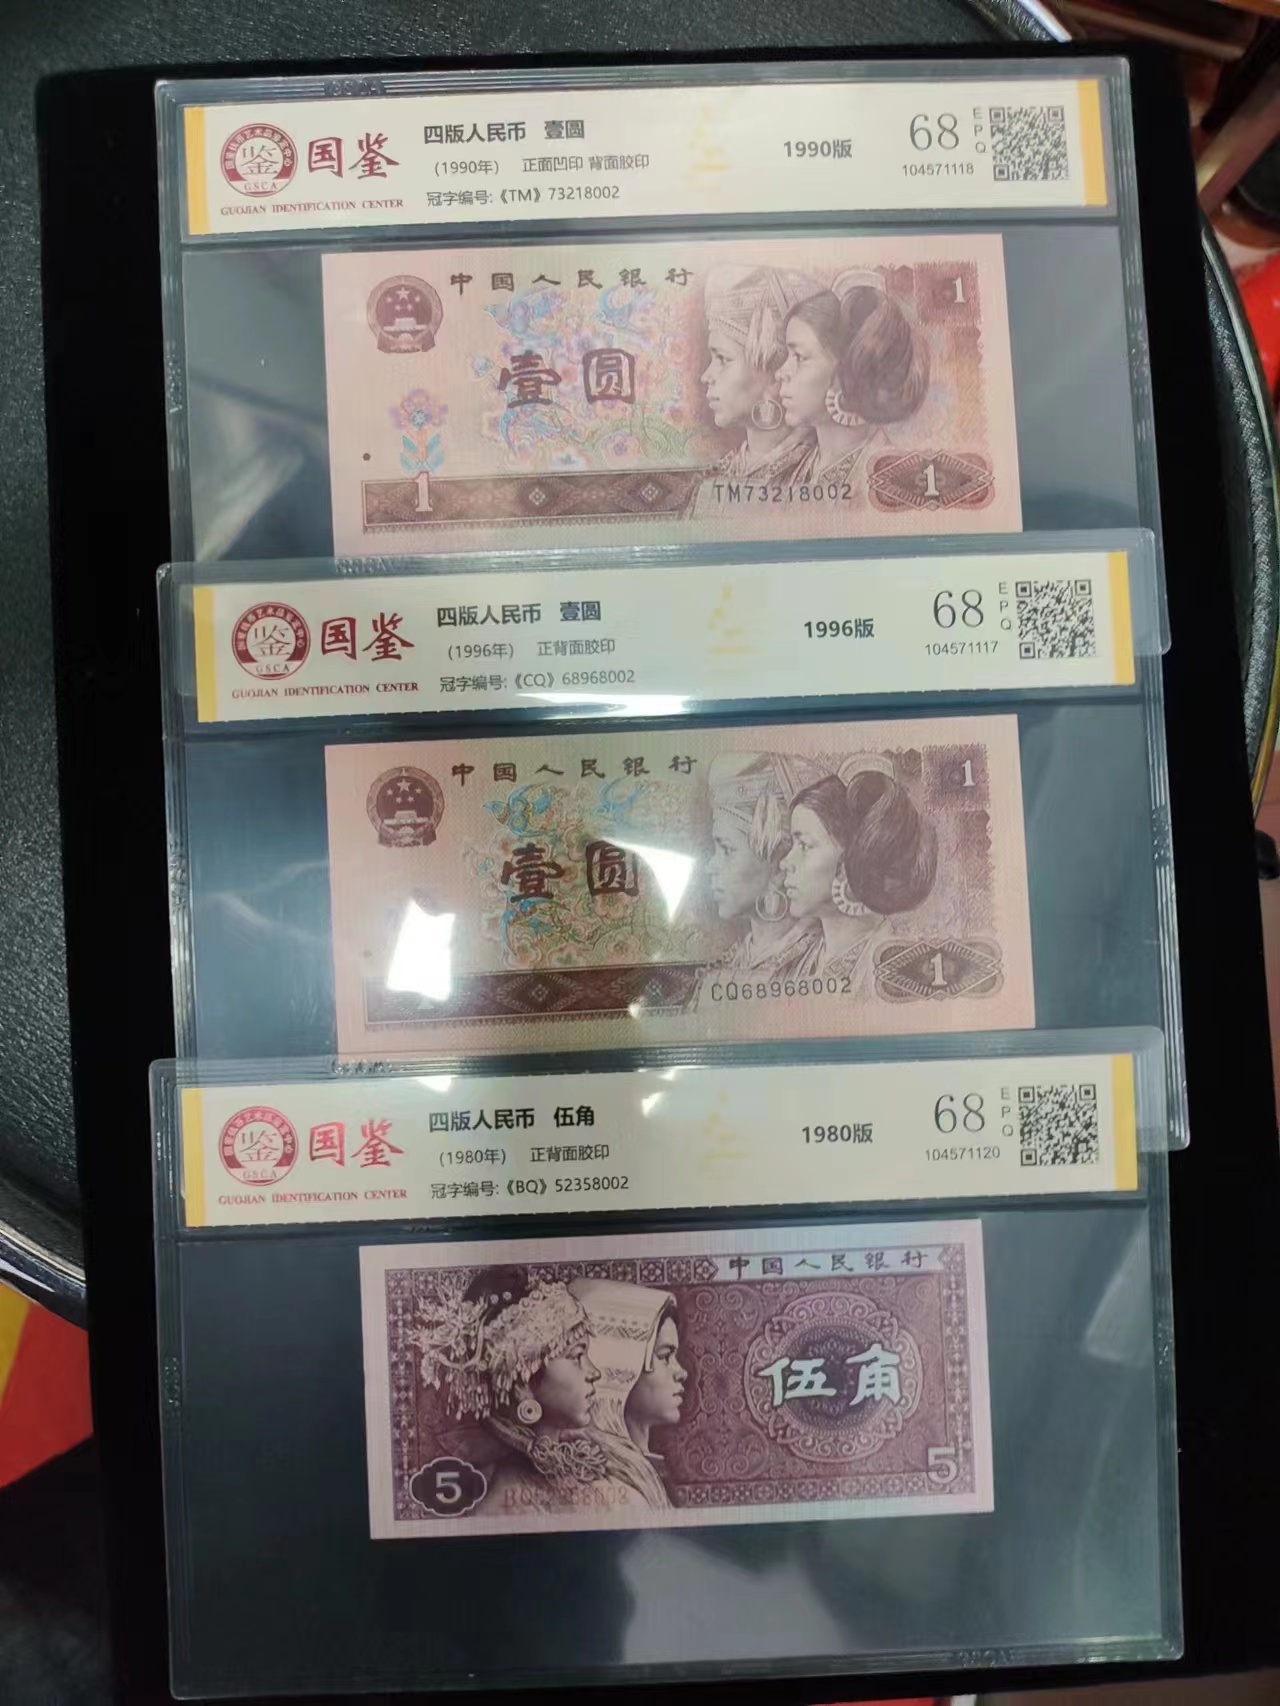 国鉴
GSCA
GUOJIAN IDENTIFICATION CENTER
四版人民币 壹圆
(1990年) 正面凹印 背面胶印
冠字编号:《TM》73218002
1990版
68
EPQ
104571118
中国人民银行
1
壹圆
1
TM73218002
1
国鉴
GSCA
GUOJIAN IDENTIFICATION CENTER
四版人民币 壹圆
(1996年) 正背面胶印
冠字编号:《CQ》68968002
1996版
68
EPQ
104571117
中国人民银行
1
壹圆
CQ68968002
1
国鉴
GSCA
GUOJIAN IDENTIFICATION CENTER
四版人民币 伍角
(1980年) 正背面胶印
冠字编号:《BQ》52358002
1980版
68
EPQ
104571120
中国人民银行
伍角
5
5